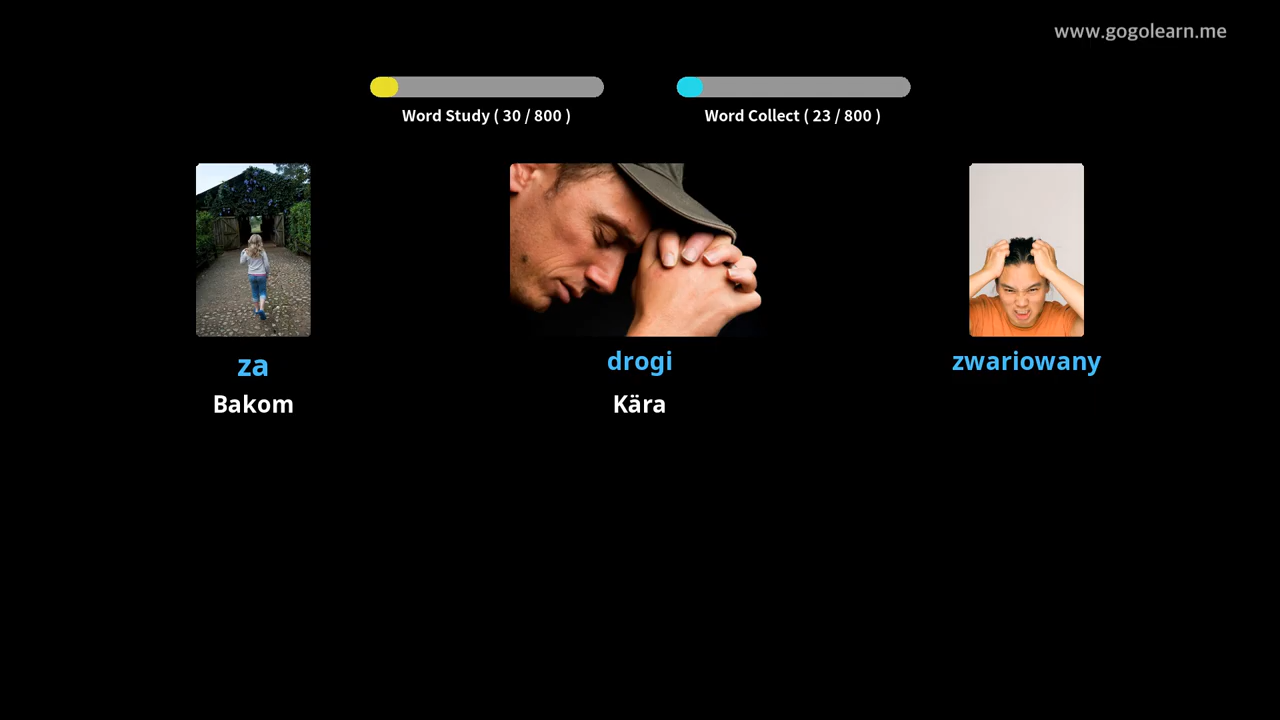 www.gogolearn.me
Word Study ( 30 / 800 )
Word Collect ( 23 / 800 )
za
drogi
zwariowany
Bakom
Kära